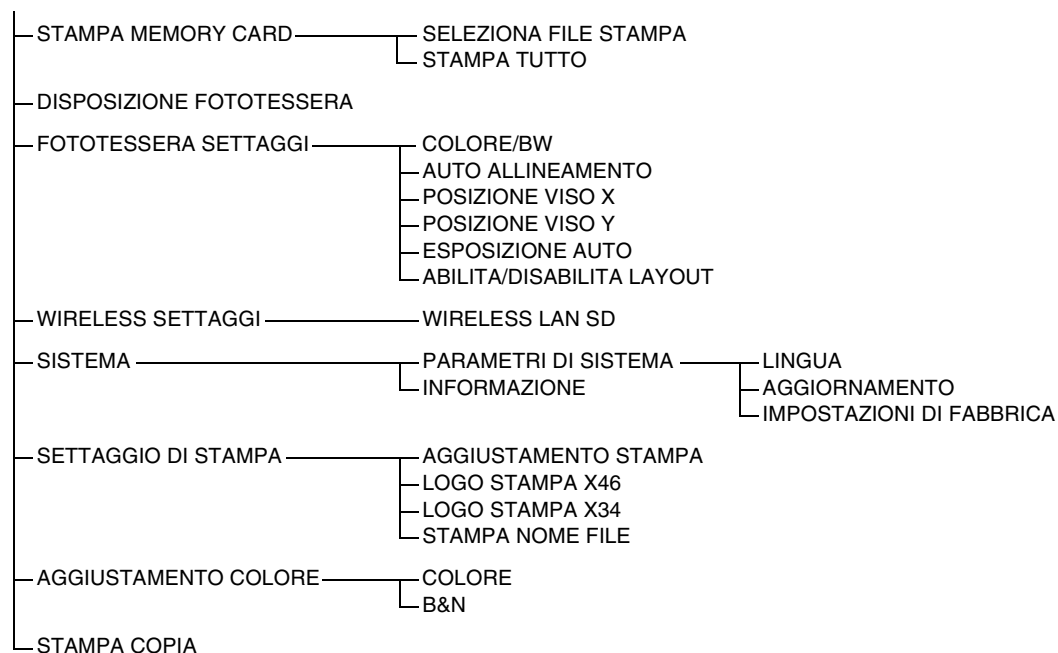 STAMPA MEMORY CARD SELEZIONA FILE STAMPA
STAMPA TUTTO
DISPOSIZIONE FOTOTESSERA
FOTOTESSERA SETTAGGI COLORE/BW
AUTO ALLINEAMENTO
POSIZIONE VISO X
POSIZIONE VISO Y
ESPOSIZIONE AUTO
ABILITA/DISABILITA LAYOUT
WIRELESS SETTAGGI WIRELESS LAN SD
SISTEMA PARAMETRI DI SISTEMA LINGUA
INFORMAZIONE AGGIORNAMENTO
IMPOSTAZIONI DI FABBRICA
SETTAGGIO DI STAMPA AGGIUSTAMENTO STAMPA
LOGO STAMPA X46
LOGO STAMPA X34
STAMPA NOME FILE
AGGIUSTAMENTO COLORE COLORE
B&N
STAMPA COPIA